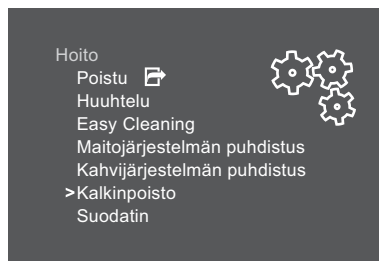 Hoito
Poistu
Huuhtelu
Easy Cleaning
Maitojärjestelmän puhdistus
Kahvijärjestelmän puhdistus
>Kalkinpoisto
Suodatin